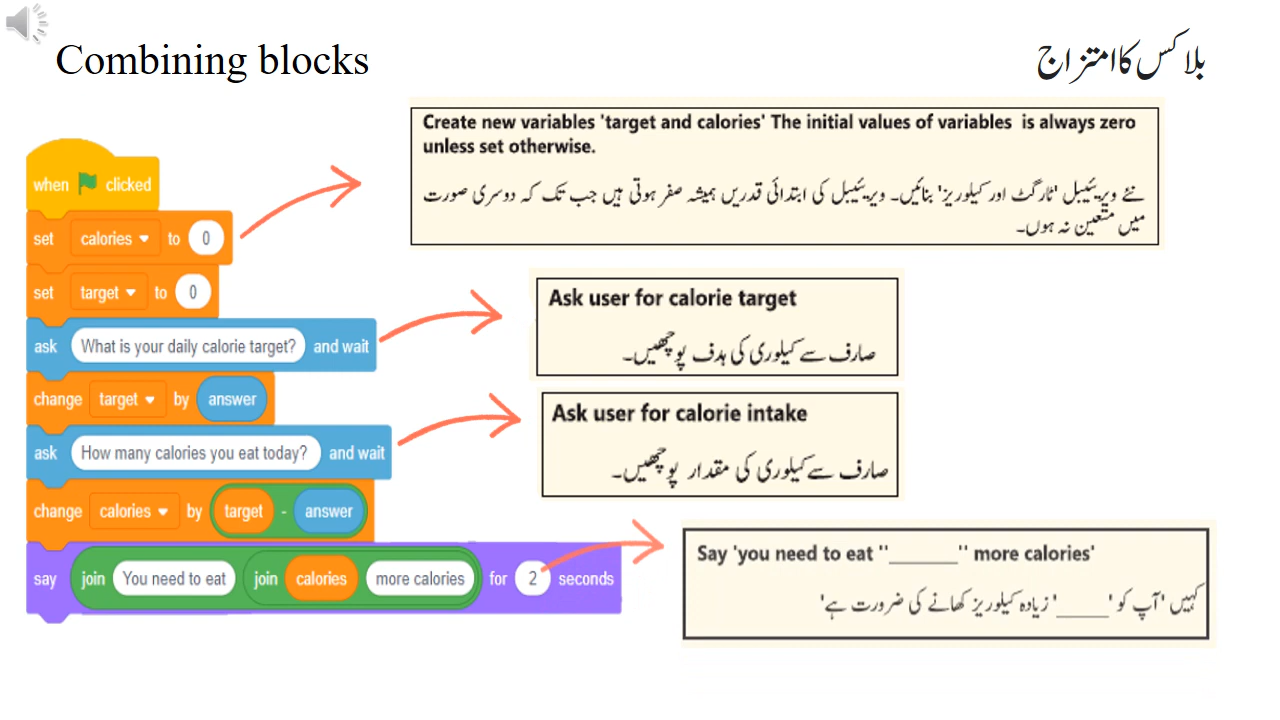 Combining blocks
بلاکس کا امتزاج
Create new variables 'target and calories' The initial values of variables is always zero
unless set otherwise.
نئے ویریئیبل 'ٹارگٹ اور کیلوریز' بنائیں۔ ویریئیبل کی ابتدائی قدریں ہمیشہ صفر ہوتی ہیں جب تک کہ دوسری صورت
میں متعین نہ ہوں۔
when clicked
set calories to 0
set target to 0
ask What is your daily calorie target? and wait
change target by answer
ask How many calories you eat today? and wait
change calories by target - answer
say join You need to eat join calories more calories for 2 seconds
Ask user for calorie target
صارف سے کیلوری کی ہدف پوچھیں۔
Ask user for calorie intake
صارف سے کیلوری کی مقدار پوچھیں۔
Say 'you need to eat "_______" more calories'
کہیں 'آپ کو '_____' زیادہ کیلوریز کھانے کی ضرورت ہے'